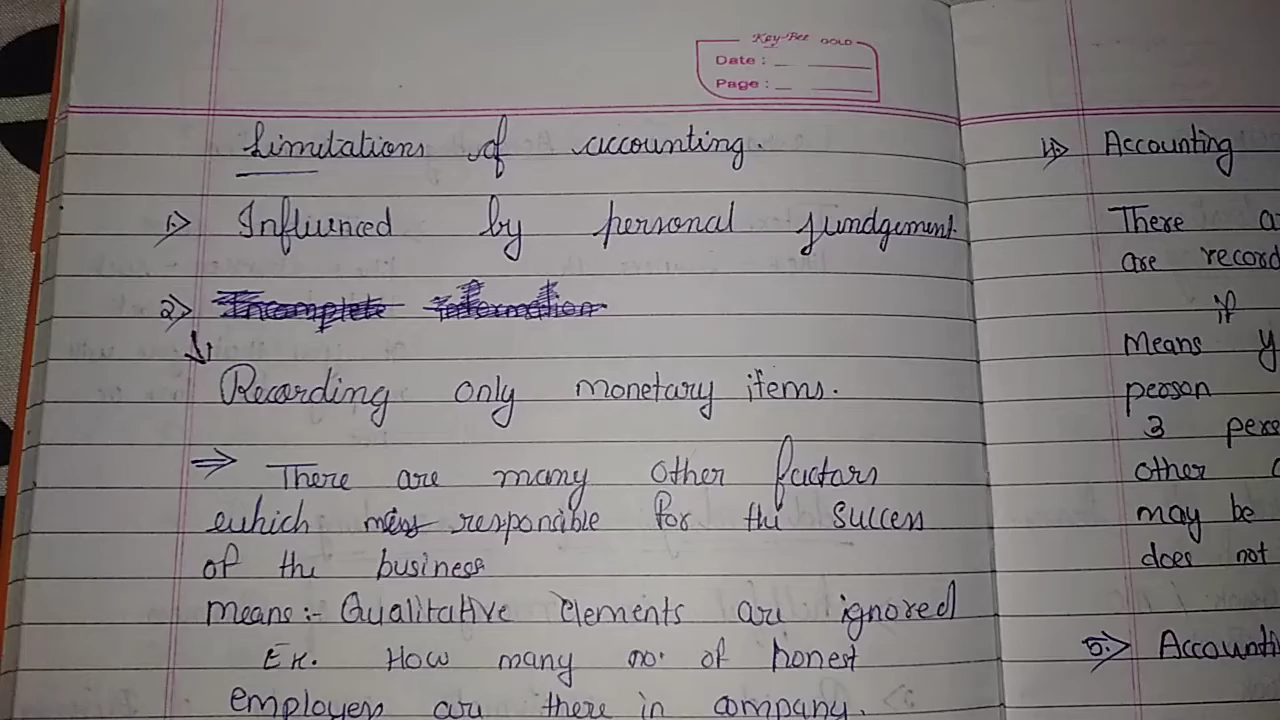 Key-Bee GOLD
Date :
Page :
Limitations of accounting.
1) Influenced by personal jundgement
2) Incomplete information
Recording only monetary items.
⇒ There are many other factors
which responsible for the success
of the business
means :- Qualitative elements are ignored
Ex. How many no. of honest
employees are there in company.
4) Accounting
There a
are record
if
Means y
peoson
3 pers
other
may be
does not
5.) Accounti